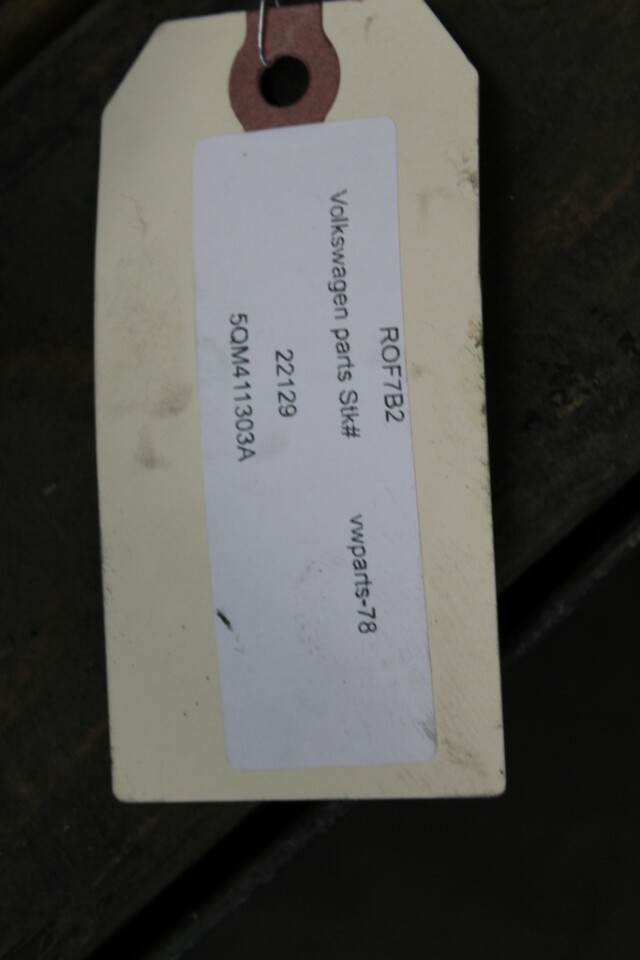 ROF7B2
Volkswagen parts Stk# vwparts-78
22129
5QM411303A